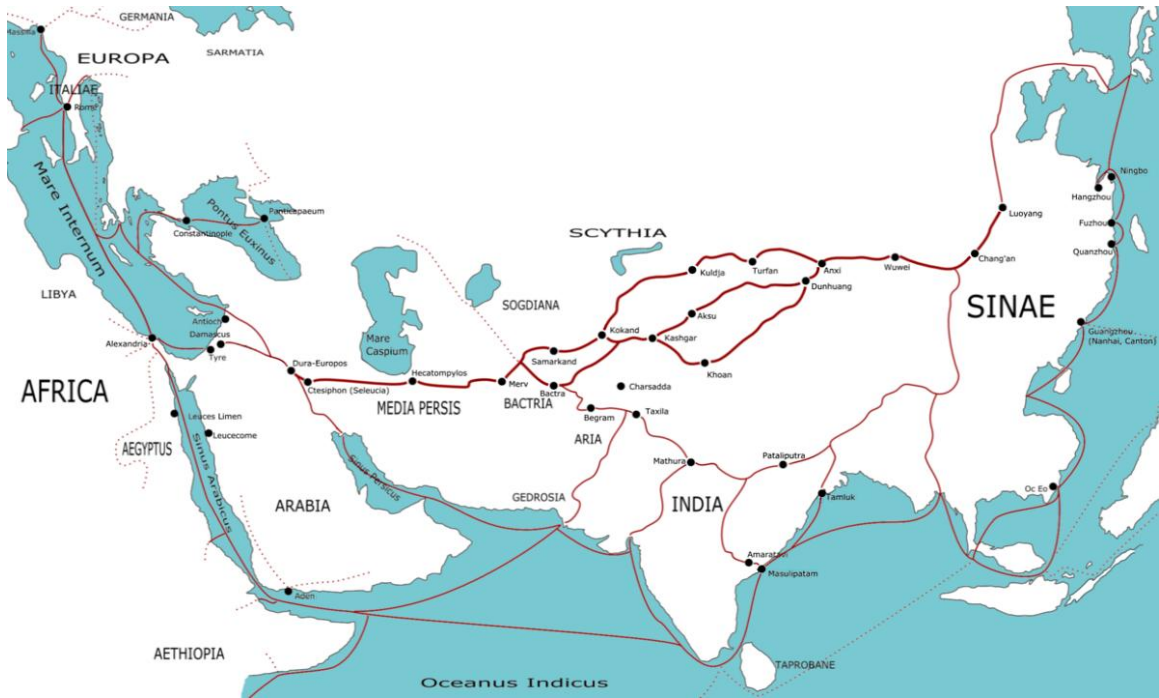 GERMANIA
Massilia
SARMATIA
EUROPA
ITALIAE
Rome
Mare Internum
Pontus Euxinus
Panticapaeum
Constantinople
SCYTHIA
Ningbo
Hangzhou
Luoyang
Fuzhou
Quanzhou
Kuldja
Turfan
Anxi
Wuwei
Chang'an
Dunhuang
LIBYA
SOGDIANA
SINAE
Antioch
Damascus
Alexandria
Tyre
Mare
Caspium
Kokand
Aksu
Kashgar
Samarkand
Khoan
Guangzhou
(Nanhai, Canton)
Dura-Europos
Ctesiphon (Seleucia)
Hecatompylos
Merv
Bactra
Charsadda
AFRICA
MEDIA PERSIS
BACTRIA
Begram
Taxila
Leuces Limen
Leucecome
AEGYPTUS
Sinus Arabicus
Sinus Persicus
ARIA
Mathura
Pataliputra
ARABIA
GEDROSIA
INDIA
Tamluk
Oc Eo
Amaratavi
Masulipatam
Aden
AETHIOPIA
TAPROBANE
Oceanus Indicus